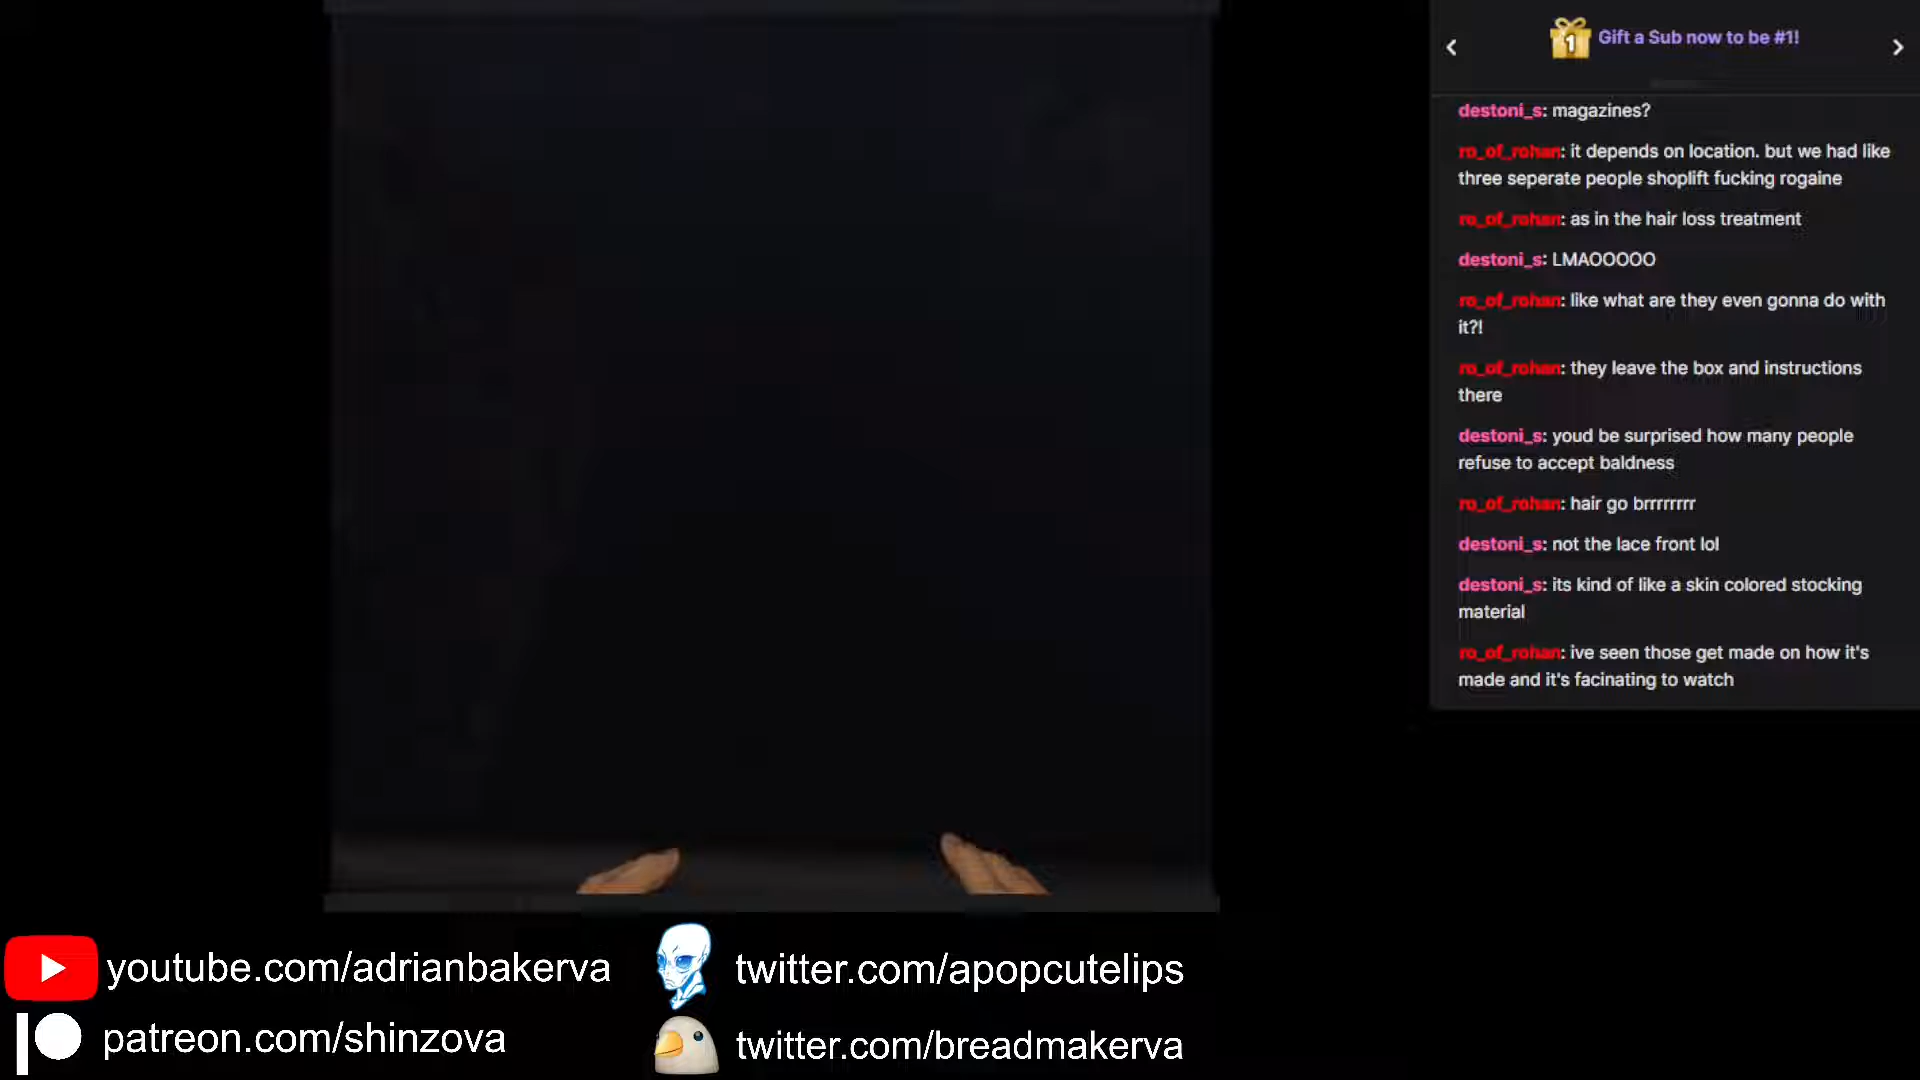 1
Gift a Sub now to be #1!
destoni_s: magazines?
ro_of_rohan: it depends on location. but we had like
three seperate people shoplift fucking rogaine
ro_of_rohan: as in the hair loss treatment
destoni_s: LMAOOOOO
ro_of_rohan: like what are they even gonna do with
it?!
ro_of_rohan: they leave the box and instructions
there
destoni_s: youd be surprised how many people
refuse to accept baldness
ro_of_rohan: hair go brrrrrrrr
destoni_s: not the lace front lol
destoni_s: its kind of like a skin colored stocking
material
ro_of_rohan: ive seen those get made on how it's
made and it's facinating to watch
youtube.com/adrianbakerva
twitter.com/apopcutelips
patreon.com/shinzova
twitter.com/breadmakerva